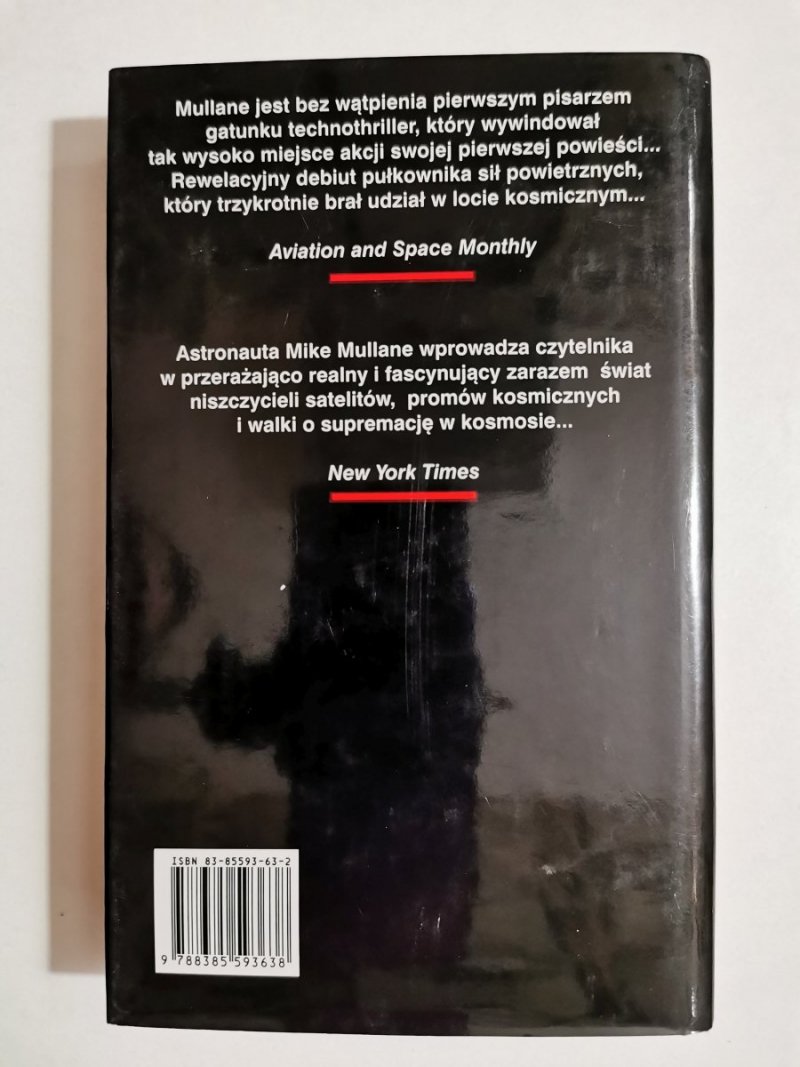 Mullane jest bez wątpienia pierwszym pisarzem
gatunku technothriller, który wywindował
tak wysoko miejsce akcji swojej pierwszej powieści...
Rewelacyjny debiut pułkownika sił powietrznych,
który trzykrotnie brał udział w locie kosmicznym...
Aviation and Space Monthly
Astronauta Mike Mullane wprowadza czytelnika
w przerażająco realny i fascynujący zarazem świat
niszczycieli satelitów, promów kosmicznych
i walki o supremację w kosmosie...
New York Times
ISBN 83-85593-63-2
9 788385 593638